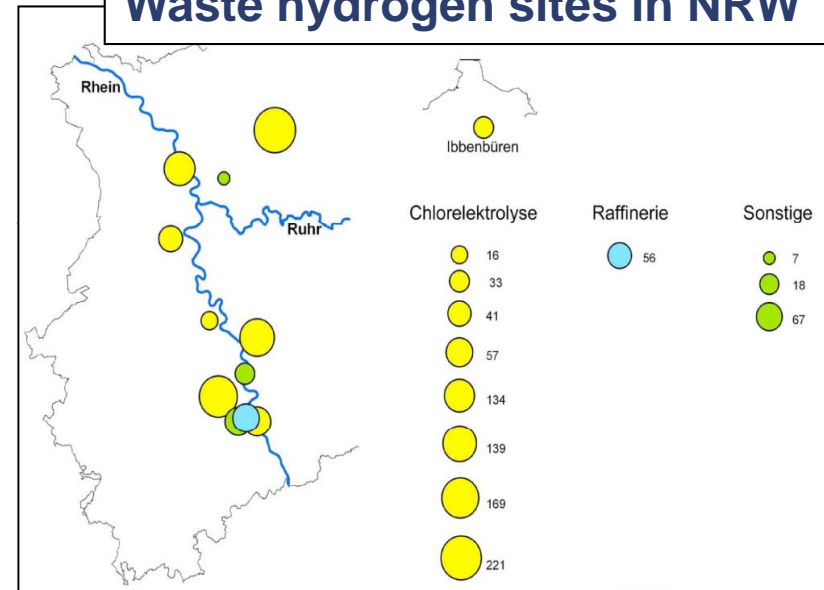 Waste hydrogen sites in NRW
Rhein
Ibbenbüren
Ruhr
Chlorelektrolyse
16
33
41
57
134
139
169
221
Raffinerie
56
Sonstige
7
18
67